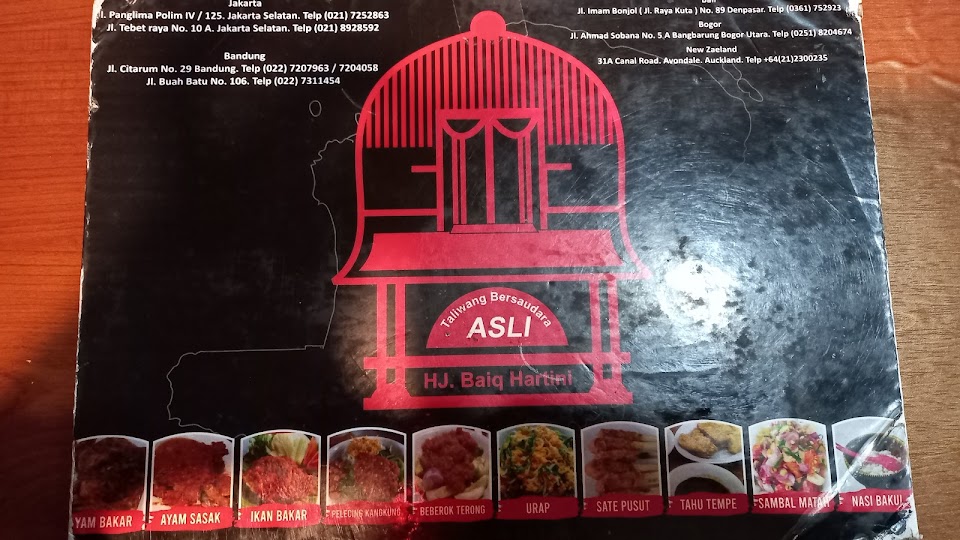 Jakarta
Jl. Panglima Polim IV / 125. Jakarta Selatan. Telp (021) 7252863
Jl. Tebet raya No. 10 A. Jakarta Selatan. Telp (021) 8928592
Bandung
Jl. Citarum No. 29 Bandung. Telp (022) 7207963 / 7204058
Jl. Buah Batu No. 106. Telp (022) 7311454
Bali
Jl. Imam Bonjol ( Jl. Raya Kuta ) No. 89 Denpasar. Telp (0361) 752923
Bogor
Jl. Ahmad Sobana No. 5 A Bangbarung Bogor Utara. Telp (0251) 8204674
New Zaeland
31A Canal Road. Avondale. Auckland. Telp +64(21)2300235
Taliwang Bersaudara
ASLI
HJ. Baiq Hartini
AYAM BAKAR
AYAM SASAK
IKAN BAKAR
PELECING KANGKUNG
BEBEROK TERONG
URAP
SATE PUSUT
TAHU TEMPE
SAMBAL MATAH
NASI BAKUL